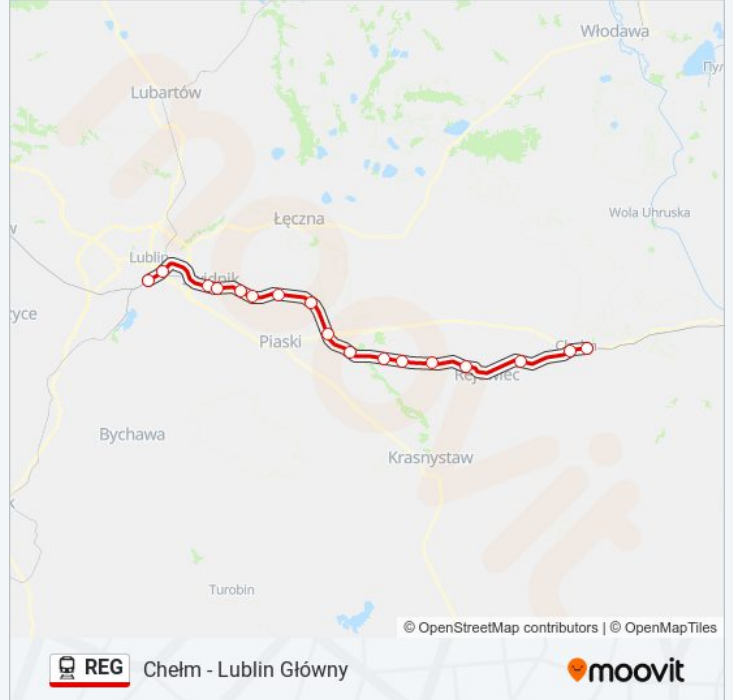 Włodawa
Lubartów
Wola Uhruska
Łęczna
Lublin
Piaski
Bychawa
Krasnystaw
Turobin
© OpenStreetMap contributors | © OpenMapTiles
REG Chełm - Lublin Główny
moovit